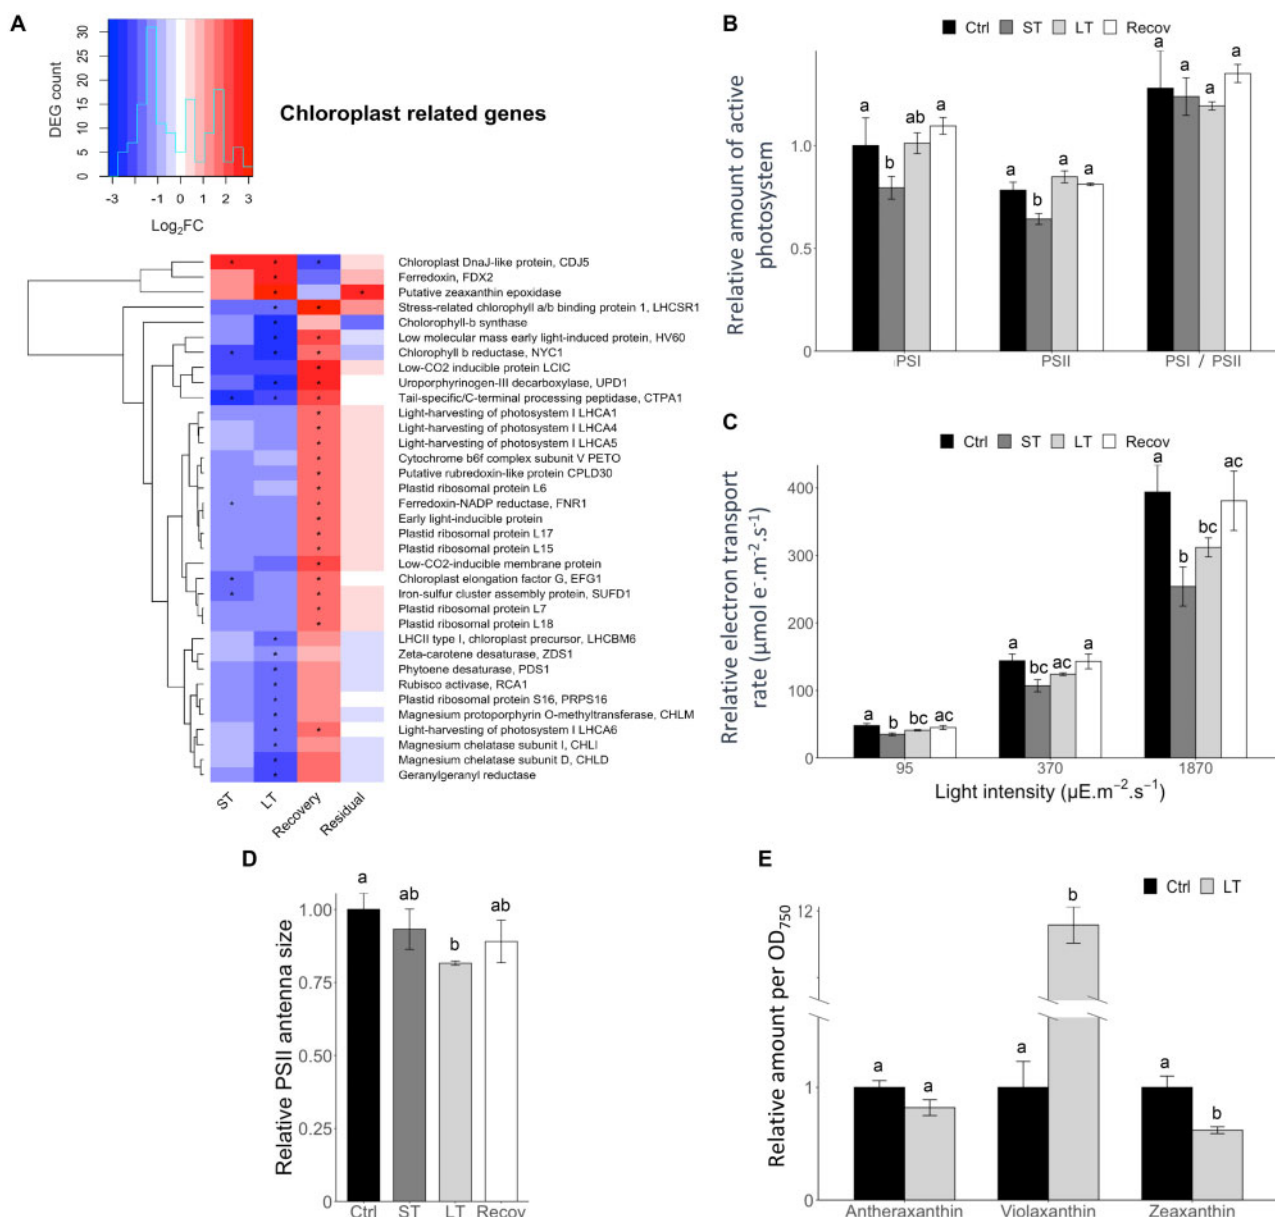 A
DEG count
30
25
20
15
10
5
0
-3 -2 -1 0 1 2 3
Log2FC
Chloroplast related genes
Chloroplast DnaJ-like protein, CDJ5
Ferredoxin, FDX2
Putative zeaxanthin epoxidase
Stress-related chlorophyll a/b binding protein 1, LHCSR1
Cholorophyll-b synthase
Low molecular mass early light-induced protein, HV60
Chlorophyll b reductase, NYC1
Low-CO2 inducible protein LCIC
Uroporphyrinogen-III decarboxylase, UPD1
Tail-specific/C-terminal processing peptidase, CTPA1
Light-harvesting of photosystem I LHCA1
Light-harvesting of photosystem I LHCA4
Light-harvesting of photosystem I LHCA5
Cytochrome b6f complex subunit V PETO
Putative rubredoxin-like protein CPLD30
Plastid ribosomal protein L6
Ferredoxin-NADP reductase, FNR1
Early light-inducible protein
Plastid ribosomal protein L17
Plastid ribosomal protein L15
Low-CO2-inducible membrane protein
Chloroplast elongation factor G, EFG1
Iron-sulfur cluster assembly protein, SUFD1
Plastid ribosomal protein L7
Plastid ribosomal protein L18
LHCII type I, chloroplast precursor, LHCBM6
Zeta-carotene desaturase, ZDS1
Phytoene desaturase, PDS1
Rubisco activase, RCA1
Plastid ribosomal protein S16, PRPS16
Magnesium protoporphyrin O-methyltransferase, CHLM
Light-harvesting of photosystem I LHCA6
Magnesium chelatase subunit I, CHLI
Magnesium chelatase subunit D, CHLD
Geranylgeranyl reductase
ST LT Recovery Residual
B
Ctrl ST LT Recov
Rrelative amount of active
photosystem
1.0
0.5
0
a b ab a
a b a a
a a a a
PSI PSII PSI / PSII
C
Ctrl ST LT Recov
Rrelative electron transport
rate (µmol e-.m-2.s-1)
400
300
200
100
0
a b bc ac
a bc ac a
a b bc ac
95 370 1870
Light intensity (µE.m−2.s−1)
D
Relative PSII antenna size
1.00
0.75
0.50
0.25
0
a ab b ab
Ctrl ST LT Recov
E
Ctrl LT
Relative amount per OD750
12
1
0
a a
a b
a b
Antheraxanthin Violaxanthin Zeaxanthin